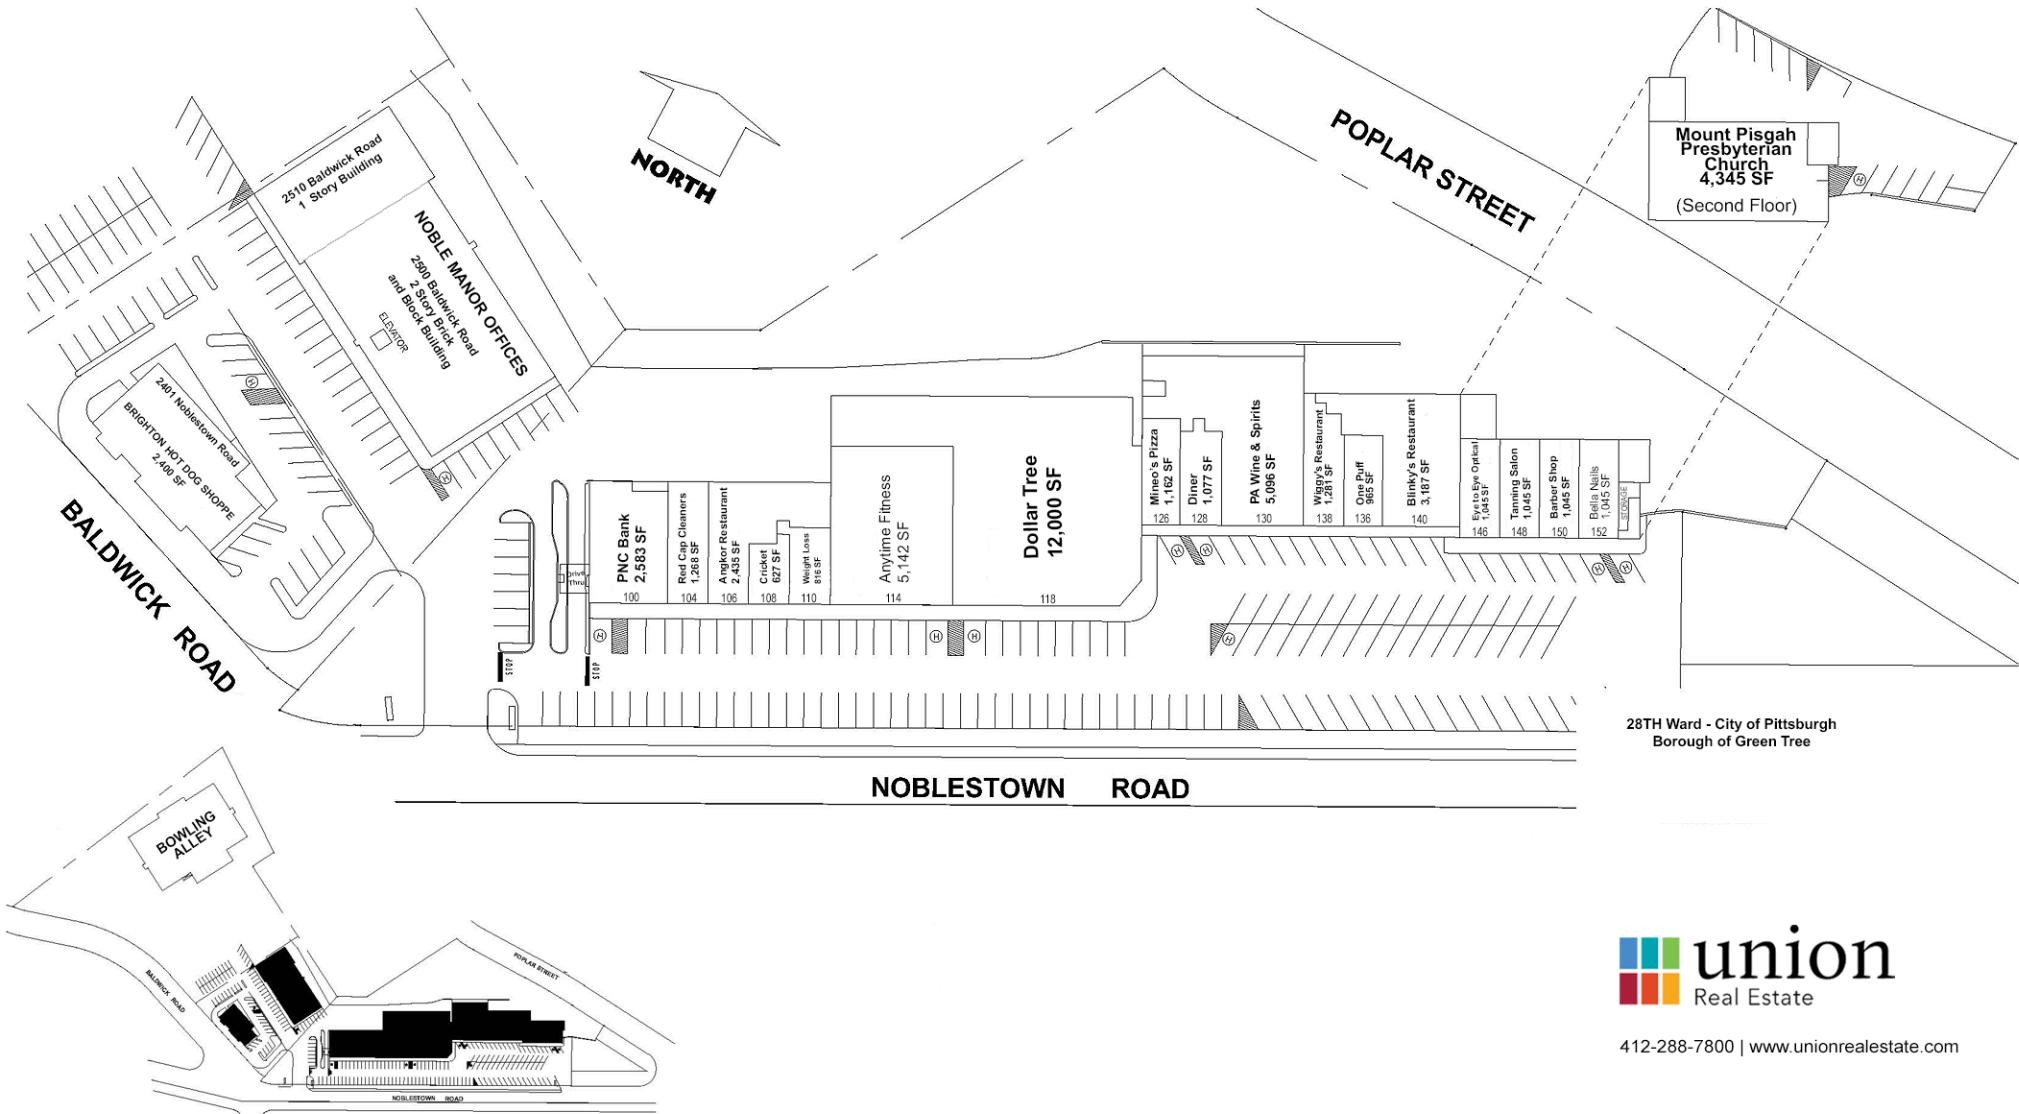 2510 Baldwick Road
1 Story Building
NOBLE MANOR OFFICES
2500 Baldwick Road
2 Story Brick
and Block Building
ELEVATOR
NORTH
POPLAR STREET
Mount Pisgah
Presbyterian
Church
4,345 SF
(Second Floor)
H
2401 Noblestown Road
BRIGHTON HOT DOG SHOPPE
2,400 SF
H
H
BALDWICK ROAD
Drive
Thru
STOP
STOP
PNC Bank
2,583 SF
100
Red Cap Cleaners
1,268 SF
104
Angkor Restaurant
2,435 SF
106
Cricket
627 SF
108
Weight Loss
816 SF
110
Anytime Fitness
5,142 SF
114
Dollar Tree
12,000 SF
118
Mineo's Pizza
1,162 SF
126
Diner
1,077 SF
128
PA Wine & Spirits
5,096 SF
130
Wiggy's Restaurant
1,281 SF
138
One Puff
965 SF
136
Blinky's Restaurant
3,187 SF
140
Eye to Eye Optical
1,045 SF
146
Tanning Salon
1,045 SF
148
Barber Shop
1,045 SF
150
Bella Nails
1,045 SF
152
STORAGE
H
H
H
H
H
H
H
H
28TH Ward - City of Pittsburgh
Borough of Green Tree
NOBLESTOWN ROAD
BOWLING
ALLEY
BALDWICK ROAD
POPLAR STREET
NOBLESTOWN ROAD
union
Real Estate
412-288-7800 | www.unionrealestate.com